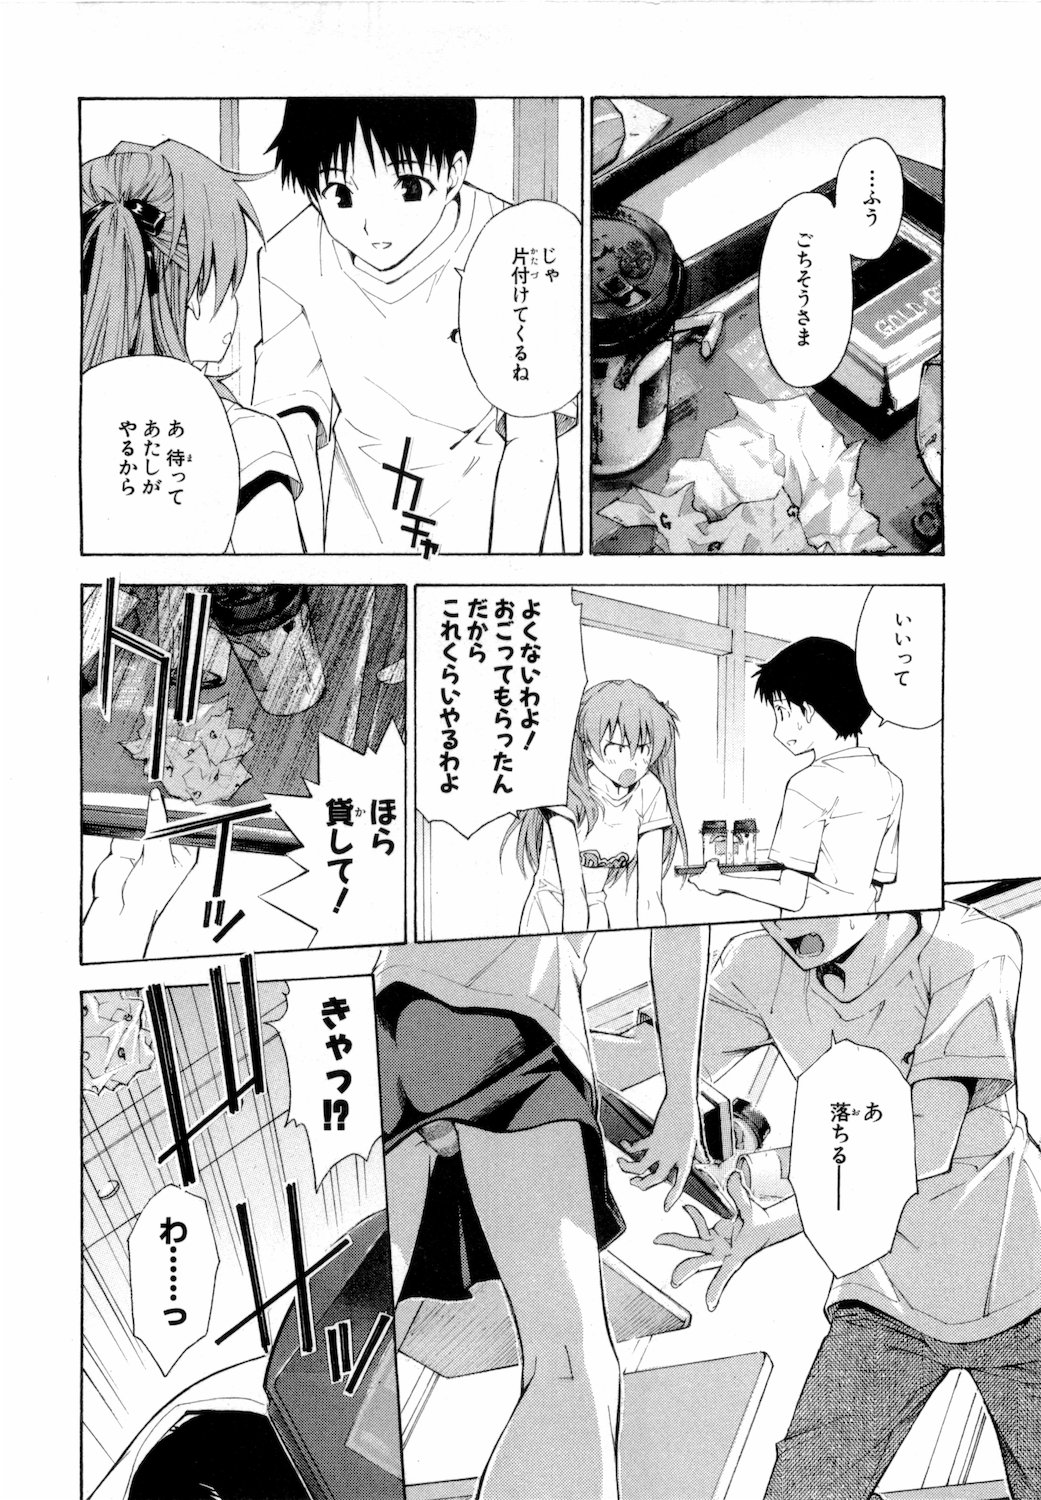 …ふう
ごちそうさま
GOLD
じゃ
片付けてくるね
あ 待って
あたしが
やるから
カチャ
いいって
よくないわよ！
おごってもらったん
だから
これくらいやるわよ
ほら
貸して！
あ
落ちる──
きゃっ!?
わ……っ